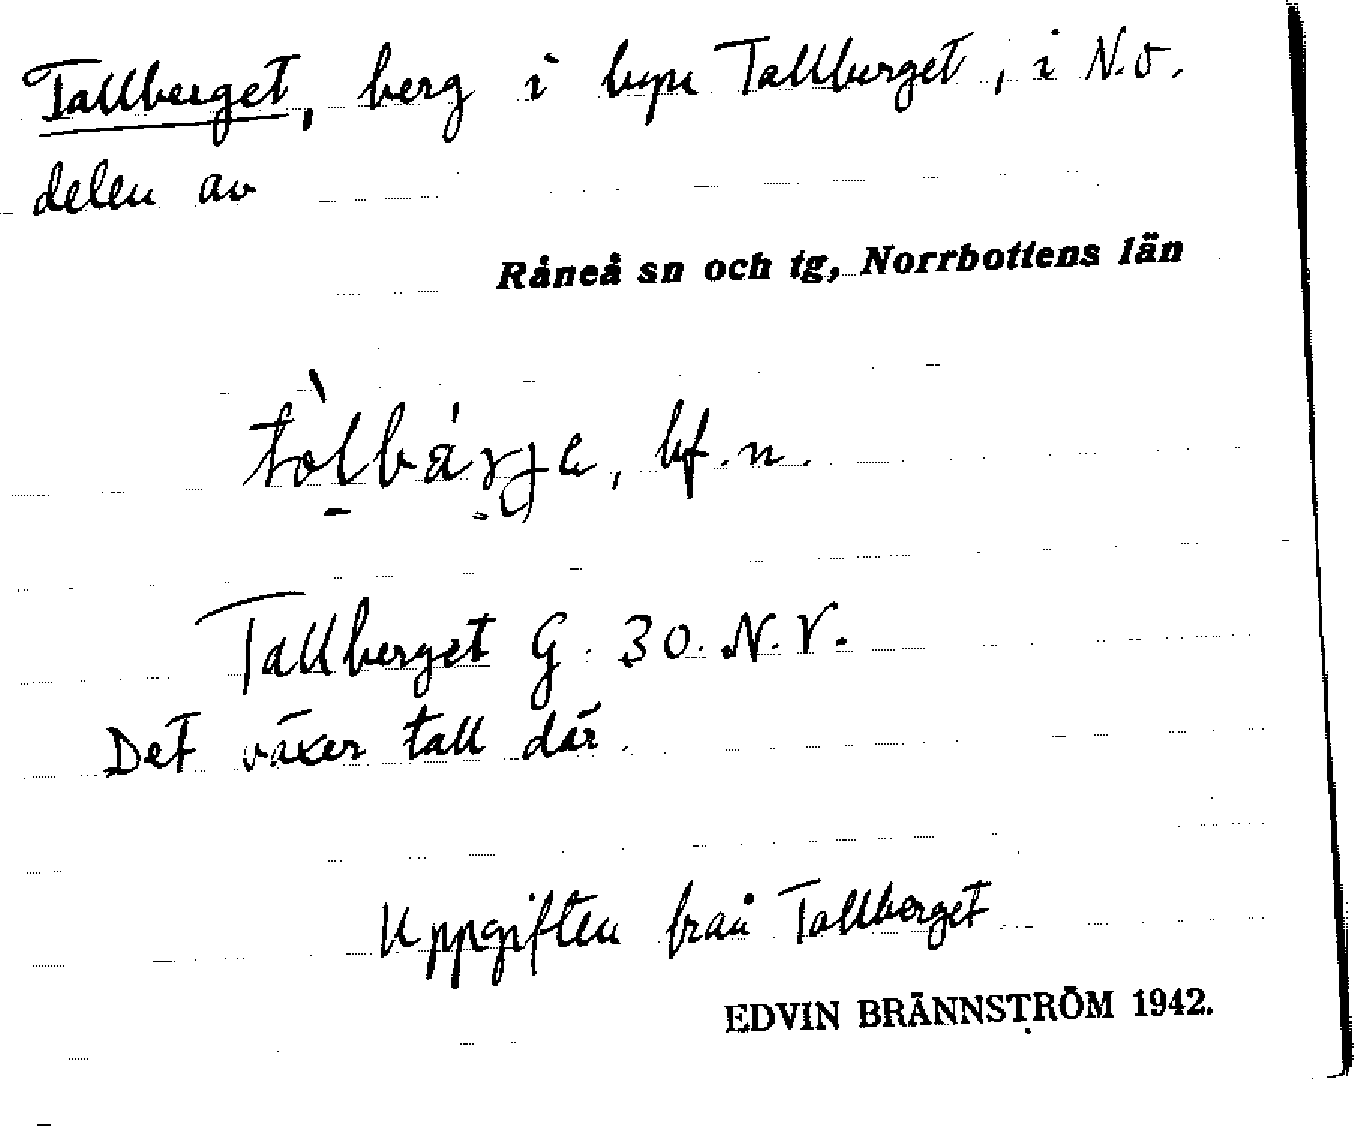 Tallberget, berg i byn Tallberget, i N.O.
delen av
Råneå sn och tg, Norrbottens län
bf. n.
Tallberget G. 30. N.V.
Det växer tall där.
Uppgiften från Tallberget
EDVIN BRÄNNSTRÖM 1942.